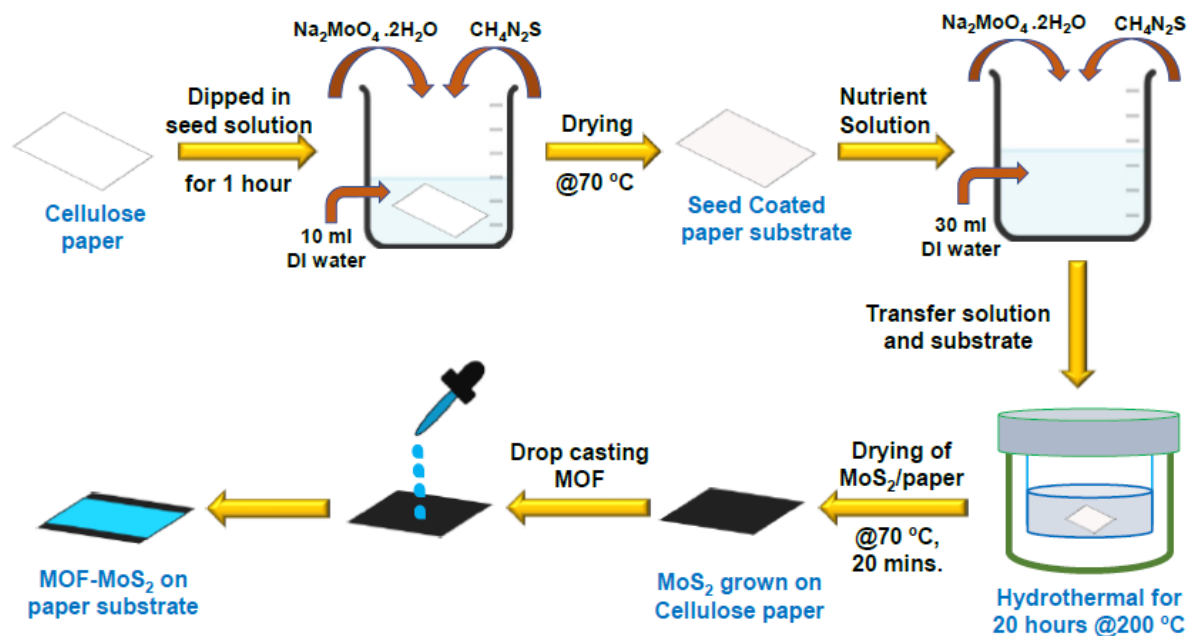 Na₂MoO₄ .2H₂O
CH₄N₂S
Dipped in
seed solution
for 1 hour
Cellulose
paper
10 ml
DI water
Drying
@70 ºC
Seed Coated
paper substrate
Nutrient
Solution
Na₂MoO₄ .2H₂O
CH₄N₂S
30 ml
DI water
Transfer solution
and substrate
Hydrothermal for
20 hours @200 ºC
Drying of
MoS₂/paper
@70 ºC,
20 mins.
MoS₂ grown on
Cellulose paper
Drop casting
MOF
MOF-MoS₂ on
paper substrate